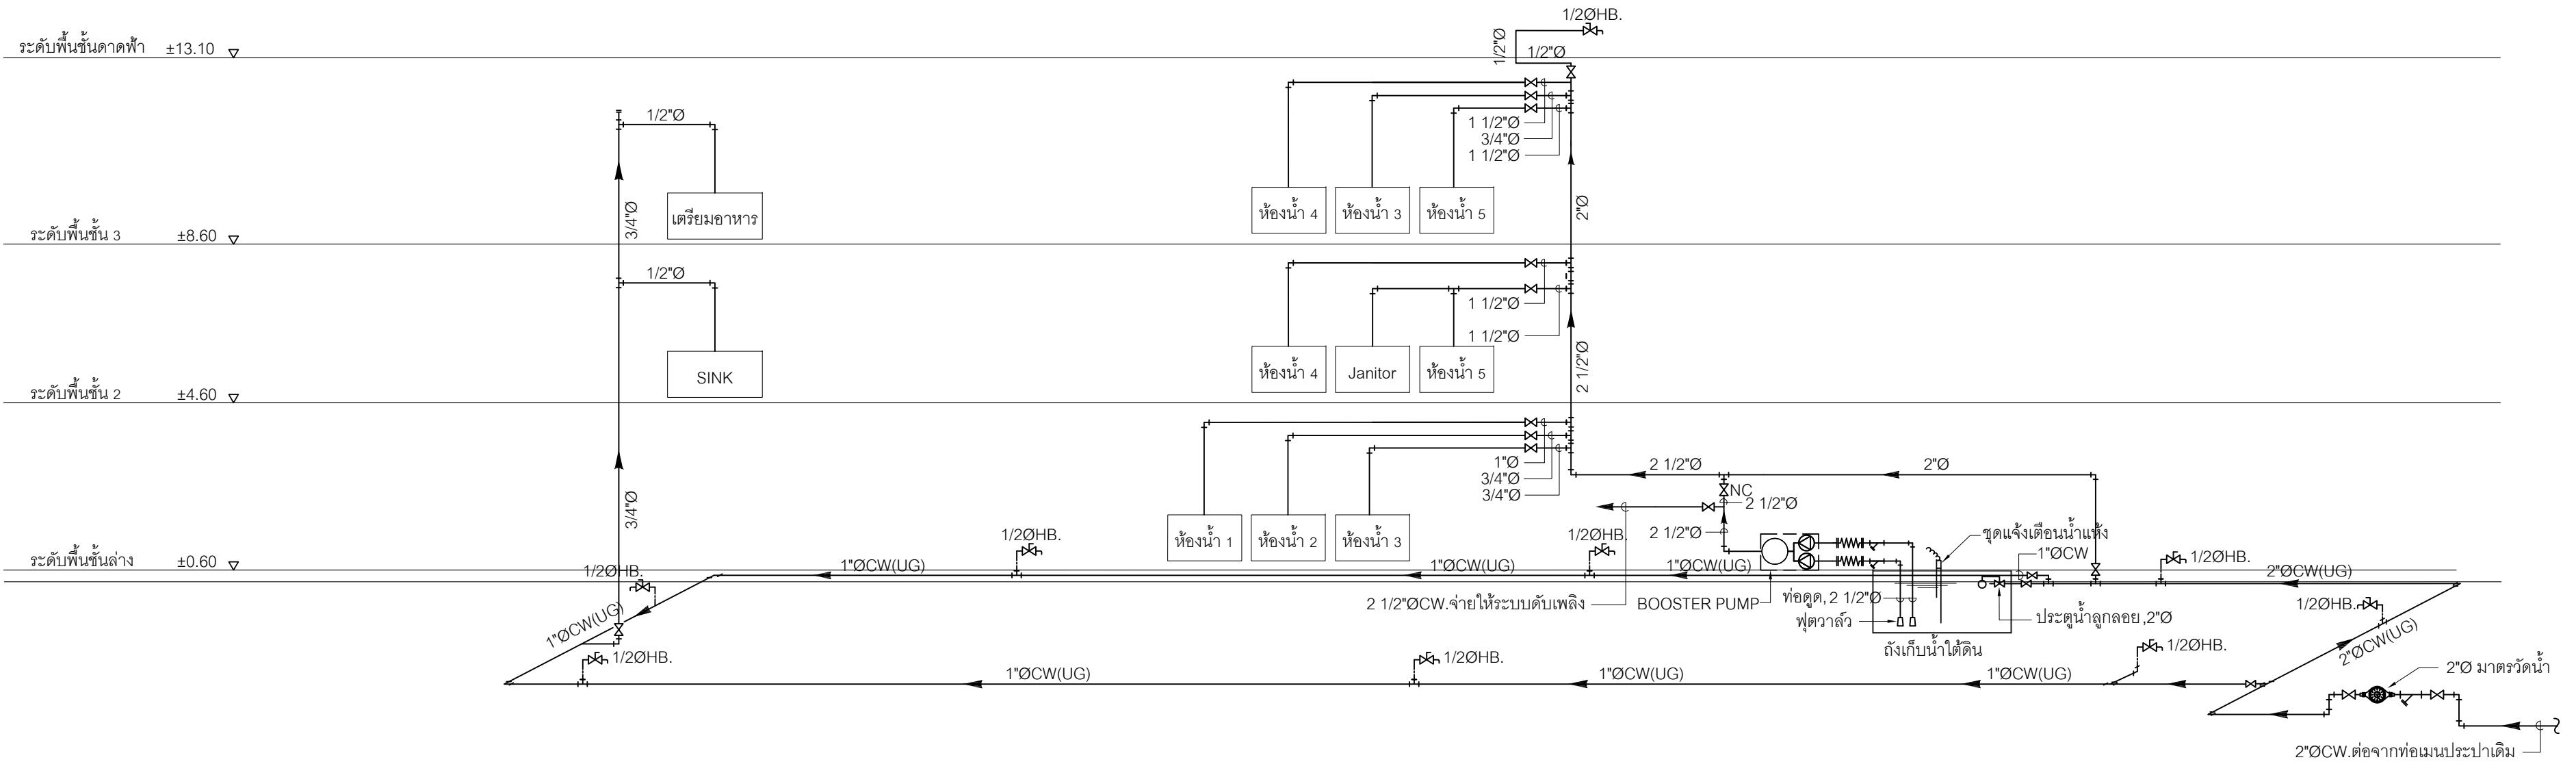 1/2ØHB.
ระดับพื้นชั้นดาดฟ้า ±13.10
1/2"Ø
1/2"Ø
1/2"Ø
1 1/2"Ø
3/4"Ø
1 1/2"Ø
เตรียมอาหาร
ห้องน้ำ 4
ห้องน้ำ 3
ห้องน้ำ 5
3/4"Ø
2"Ø
ระดับพื้นชั้น 3 ±8.60
1/2"Ø
1 1/2"Ø
1 1/2"Ø
SINK
ห้องน้ำ 4
Janitor
ห้องน้ำ 5
2 1/2"Ø
ระดับพื้นชั้น 2 ±4.60
1"Ø
3/4"Ø
3/4"Ø
2 1/2"Ø
2"Ø
NC
2 1/2"Ø
3/4"Ø
2 1/2"Ø
ห้องน้ำ 1
ห้องน้ำ 2
ห้องน้ำ 3
1/2ØHB.
1/2ØHB.
ชุดแจ้งเตือนน้ำแห้ง
1"ØCW
1/2ØHB.
ระดับพื้นชั้นล่าง ±0.60
1/2ØHB.
1"ØCW(UG)
1"ØCW(UG)
1"ØCW(UG)
2"ØCW(UG)
2 1/2"ØCW.จ่ายให้ระบบดับเพลิง
BOOSTER PUMP
ท่อดูด,2 1/2"Ø
ฟุตวาล์ว
ประตูน้ำลูกลอย,2"Ø
ถังเก็บน้ำใต้ดิน
1/2ØHB.
1"ØCW(UG)
2"ØCW(UG)
1/2ØHB.
1/2ØHB.
1/2ØHB.
1"ØCW(UG)
1"ØCW(UG)
1"ØCW(UG)
2"Ø มาตรวัดน้ำ
2"ØCW.ต่อจากท่อเมนประปาเดิม